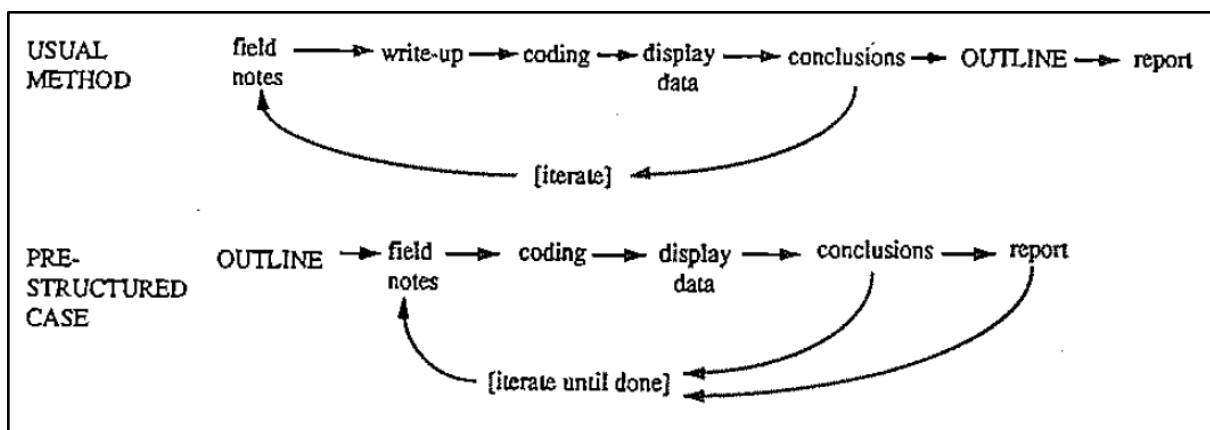 USUAL METHOD
field notes
write-up
coding
display data
conclusions
OUTLINE
report
[iterate]
PRE-STRUCTURED CASE
OUTLINE
field notes
coding
display data
conclusions
report
[iterate until done]